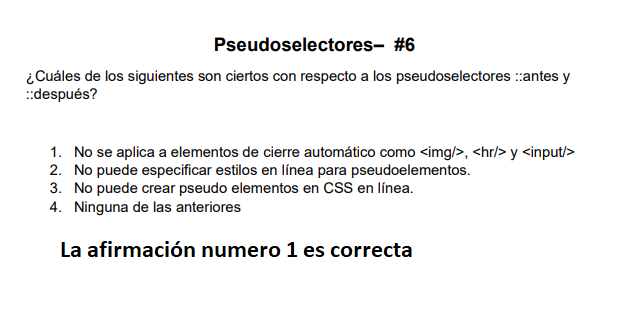 Pseudoselectores– #6
¿Cuáles de los siguientes son ciertos con respecto a los pseudoselectores ::antes y
::después?
1. No se aplica a elementos de cierre automático como <img/>, <hr/> y <input/>
2. No puede especificar estilos en línea para pseudoelementos.
3. No puede crear pseudo elementos en CSS en línea.
4. Ninguna de las anteriores
La afirmación numero 1 es correcta